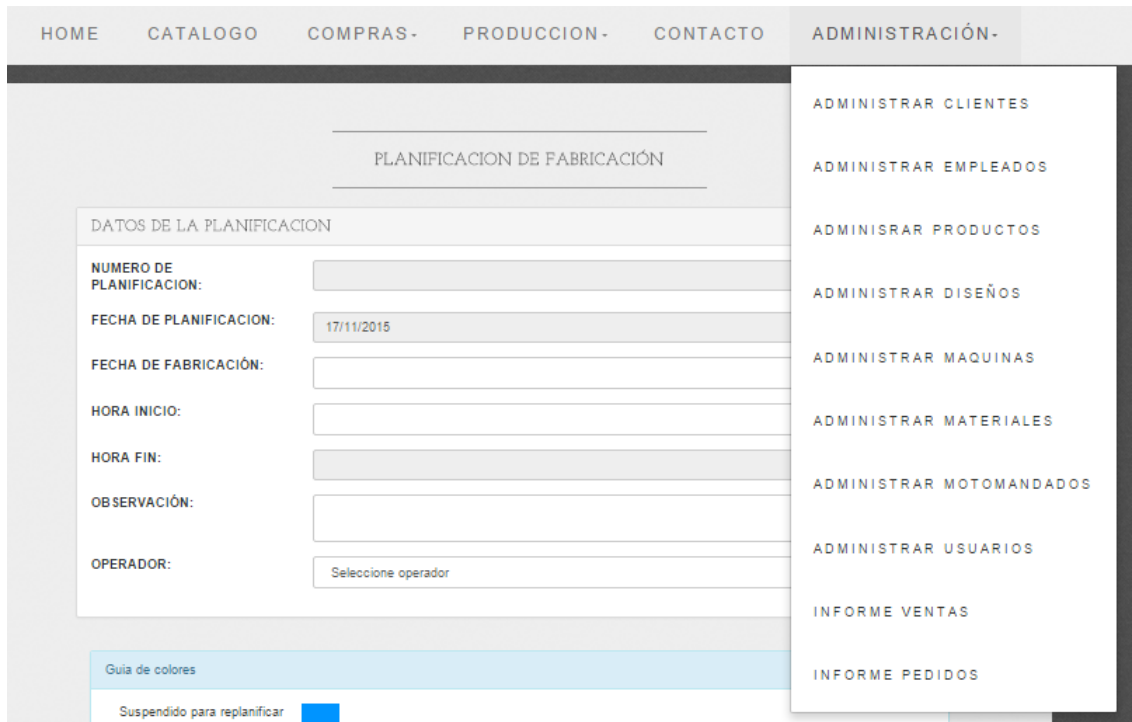 HOME CATALOGO COMPRAS PRODUCCION CONTACTO ADMINISTRACIÓN
ADMINISTRAR CLIENTES
ADMINISTRAR EMPLEADOS
ADMINISRAR PRODUCTOS
ADMINISTRAR DISEÑOS
ADMINISTRAR MAQUINAS
ADMINISTRAR MATERIALES
ADMINISTRAR MOTOMANDADOS
ADMINISTRAR USUARIOS
INFORME VENTAS
INFORME PEDIDOS
PLANIFICACION DE FABRICACIÓN
DATOS DE LA PLANIFICACION
NUMERO DE
PLANIFICACION:
FECHA DE PLANIFICACION: 17/11/2015
FECHA DE FABRICACIÓN:
HORA INICIO:
HORA FIN:
OBSERVACIÓN:
OPERADOR: Seleccione operador
Guia de colores
Suspendido para replanificar